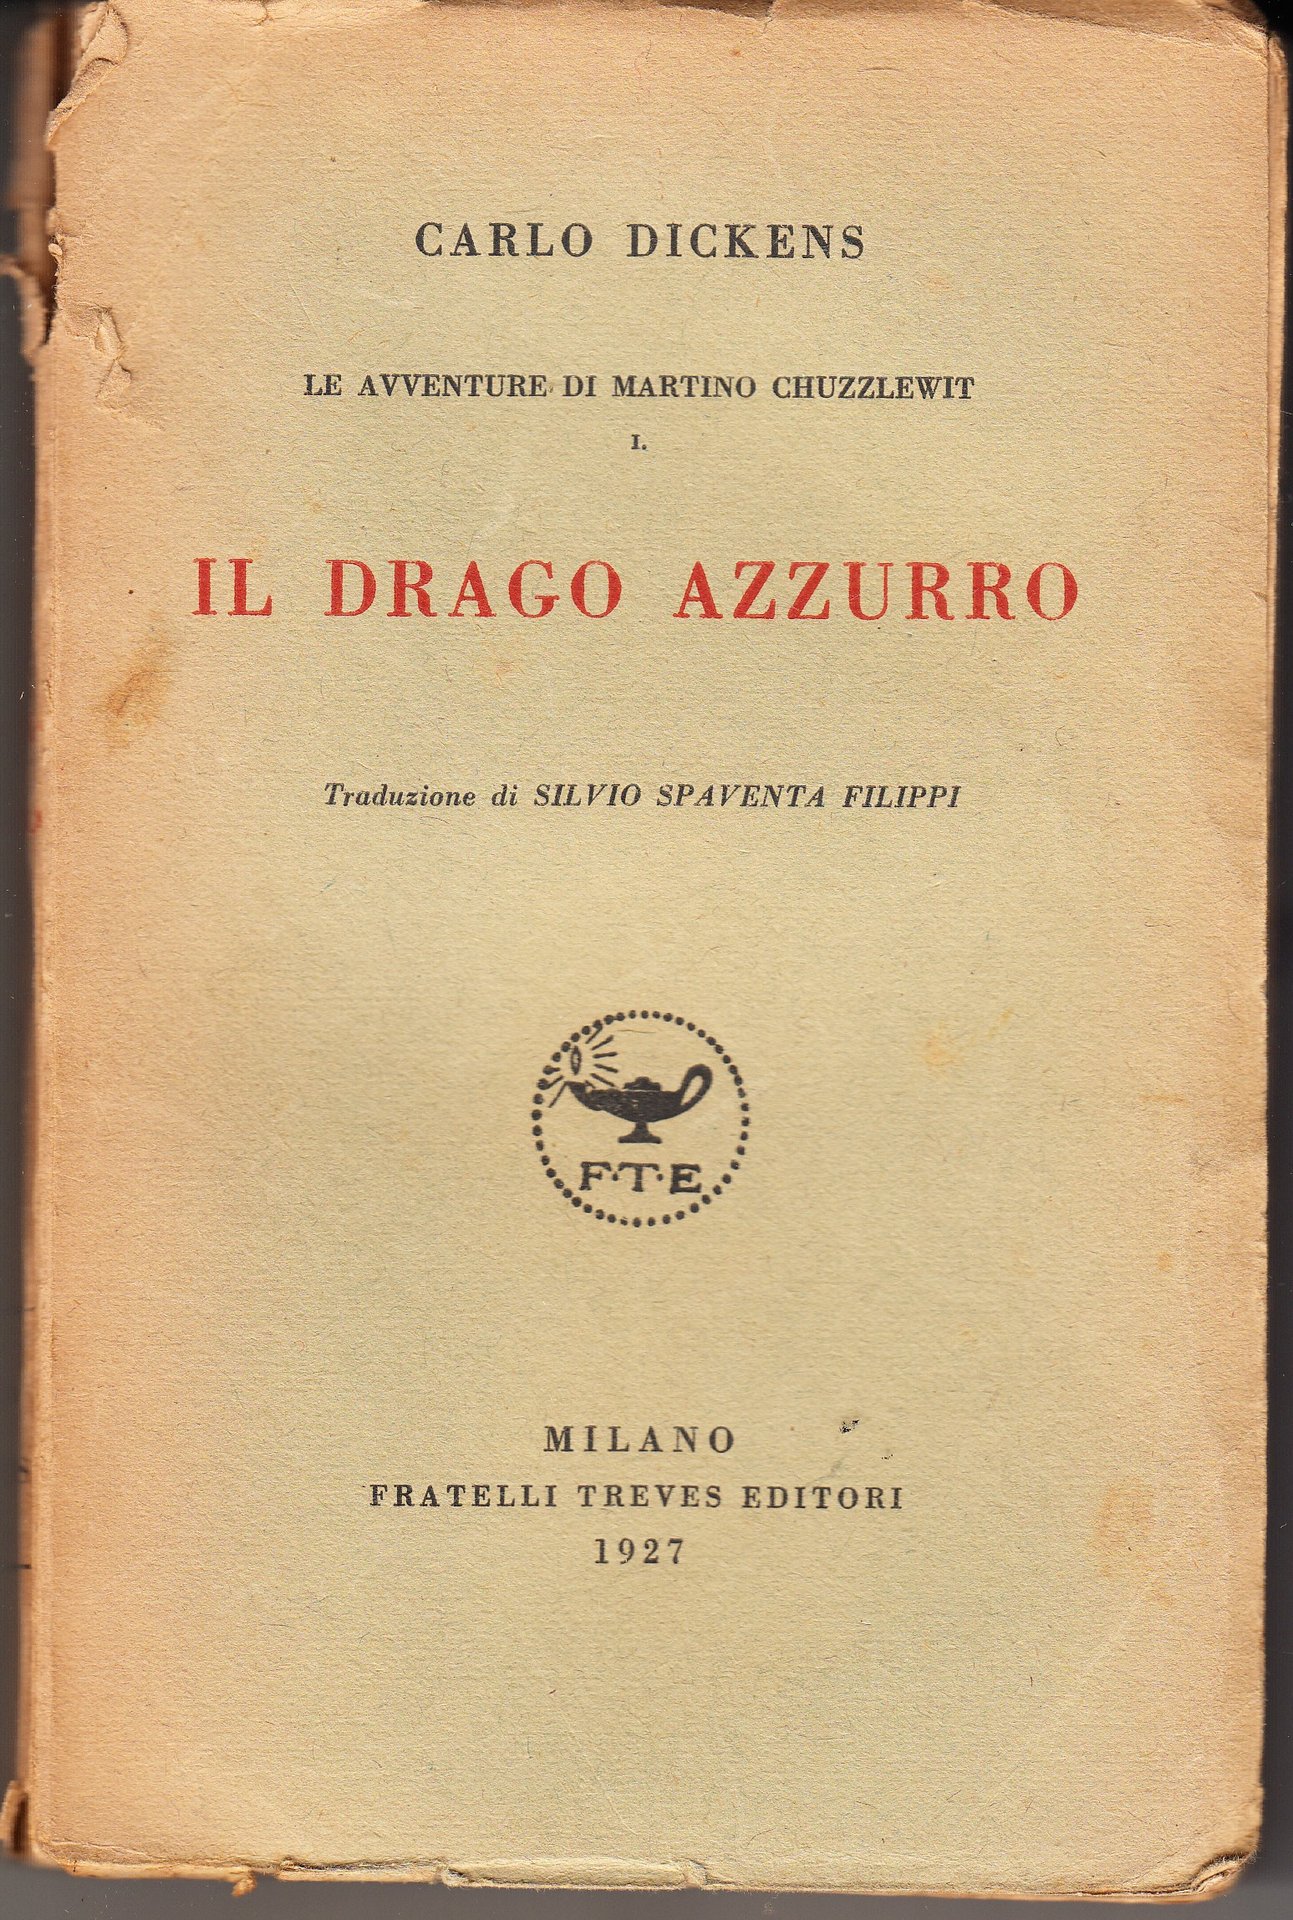 CARLO DICKENS
LE AVVENTURE DI MARTINO CHUZZLEWIT
I.
IL DRAGO AZZURRO
Traduzione di SILVIO SPAVENTA FILIPPI
F·T·E
MILANO
FRATELLI TREVES EDITORI
1927